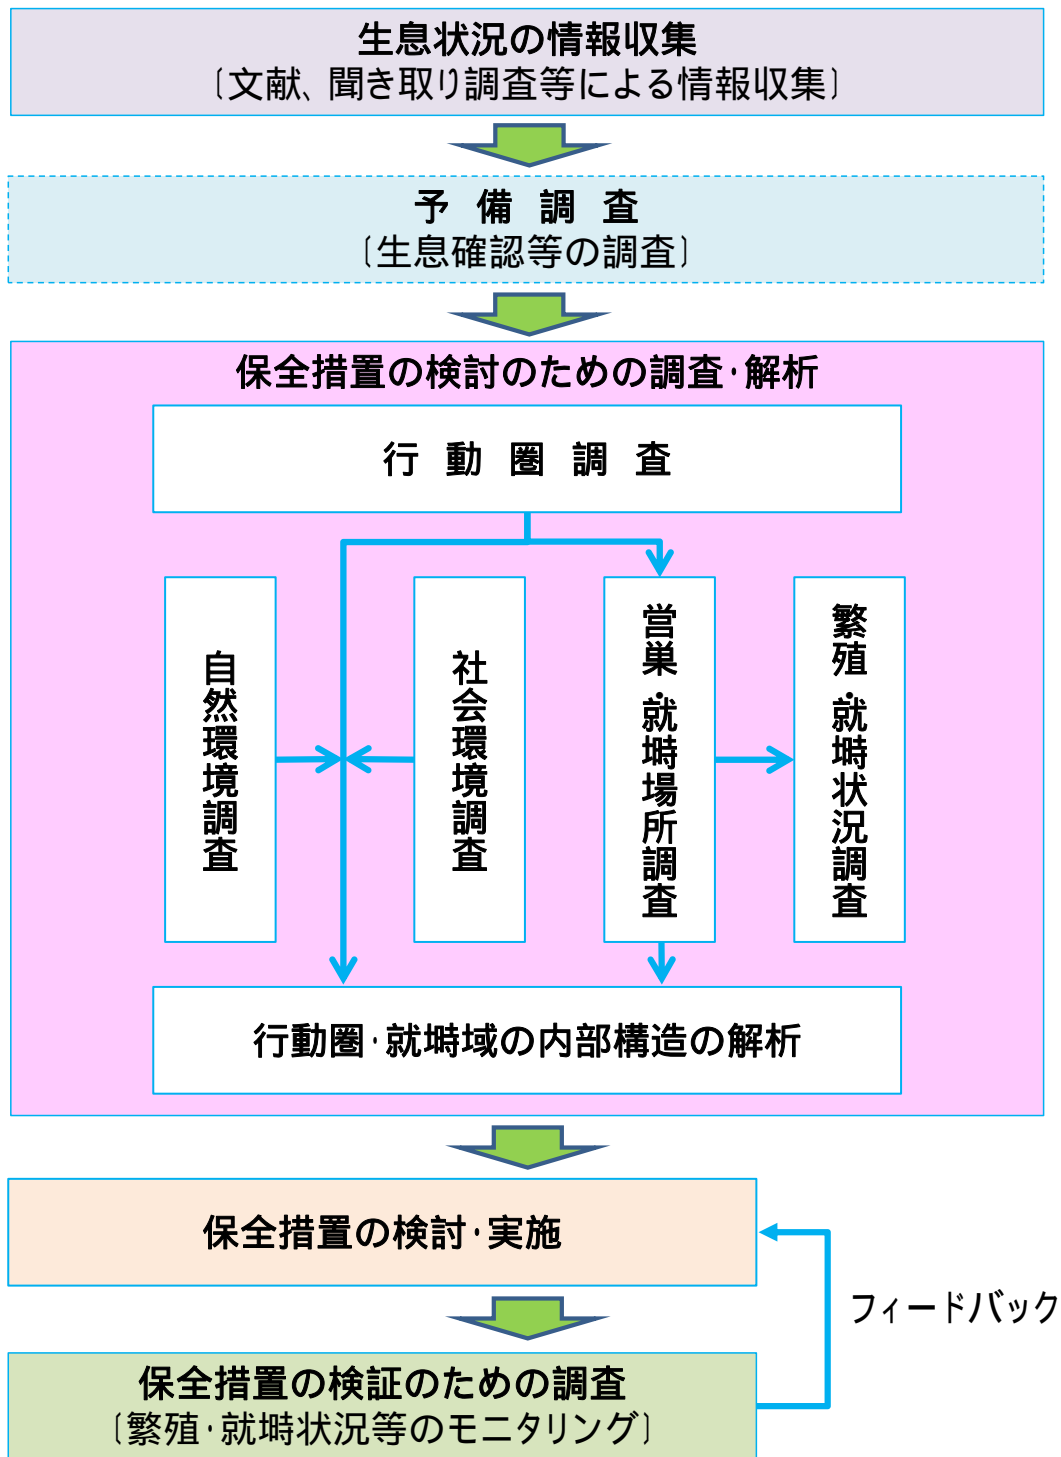 生息状況の情報収集
〔文献、聞き取り調査等による情報収集〕
予備調査
〔生息確認等の調査〕
保全措置の検討のための調査・解析
行動圏調査
自然環境調査
社会環境調査
営巣・就塒場所調査
繁殖・就塒状況調査
行動圏・就塒域の内部構造の解析
保全措置の検討・実施
フィードバック
保全措置の検証のための調査
〔繁殖・就塒状況等のモニタリング〕